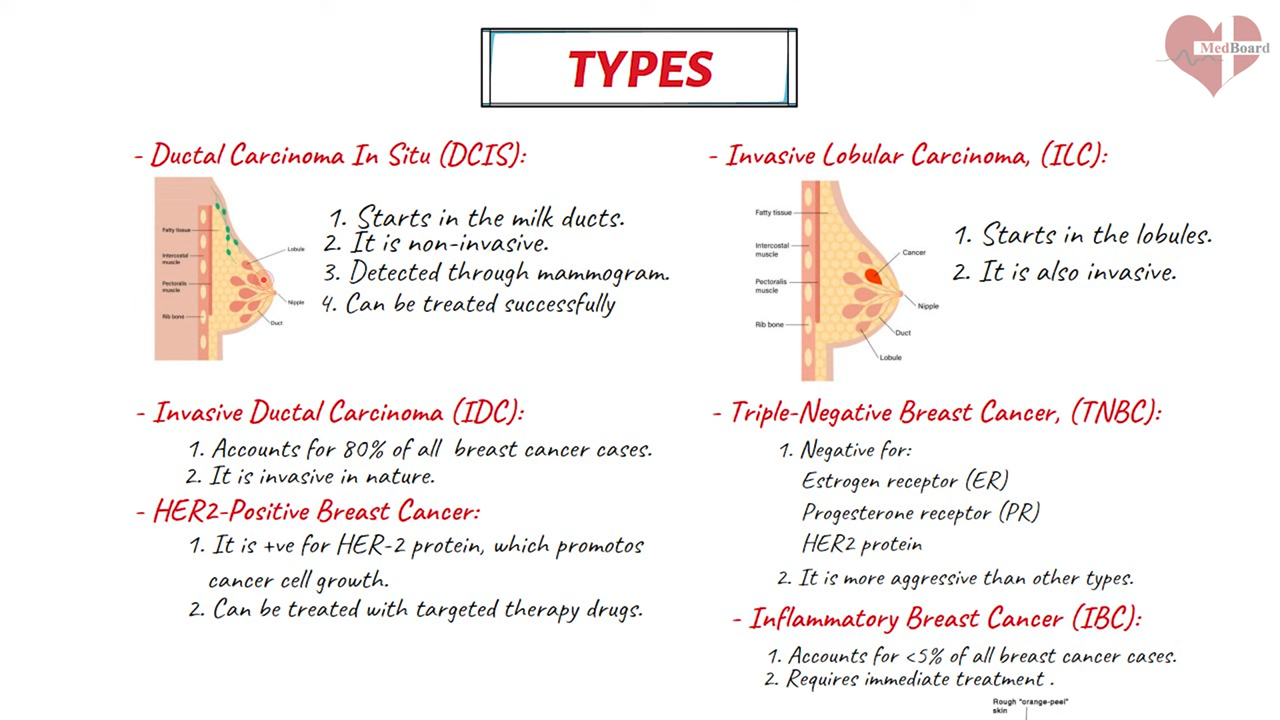 TYPES
MedBoard
- Ductal Carcinoma In Situ (DCIS):
Fatty tissue
Intercostal
muscle
Pectoralis
muscle
Rib bone
Lobule
Nipple
Duct
1. Starts in the milk ducts.
2. It is non-invasive.
3. Detected through mammogram.
4. Can be treated successfully
- Invasive Ductal Carcinoma (IDC):
1. Accounts for 80% of all breast cancer cases.
2. It is invasive in nature.
- HER2-Positive Breast Cancer:
1. It is +ve for HER-2 protein, which promotos
cancer cell growth.
2. Can be treated with targeted therapy drugs.
- Invasive Lobular Carcinoma, (ILC):
Fatty tissue
Intercostal
muscle
Pectoralis
muscle
Rib bone
Cancer
Nipple
Duct
Lobule
1. Starts in the lobules.
2. It is also invasive.
- Triple-Negative Breast Cancer, (TNBC):
1. Negative for:
Estrogen receptor (ER)
Progesterone receptor (PR)
HER2 protein
2. It is more aggressive than other types.
- Inflammatory Breast Cancer (IBC):
1. Accounts for <5% of all breast cancer cases.
2. Requires immediate treatment .
Rough "orange-peel"
skin